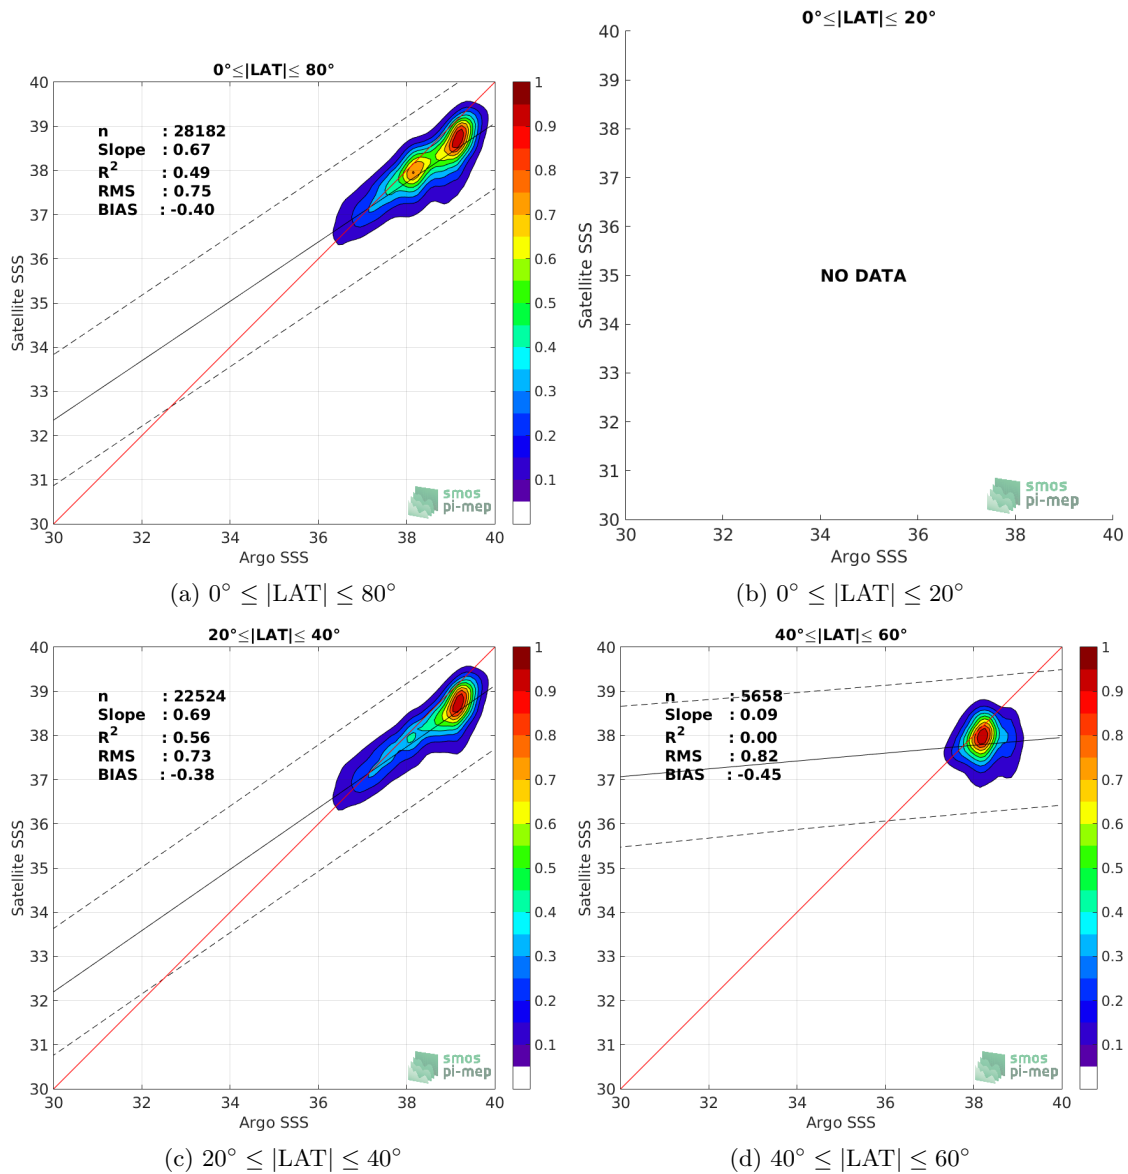 0°≤|LAT|≤ 80°
40
39
38
37
36
35
34
33
32
31
30
Satellite SSS
n : 28182
Slope : 0.67
R² : 0.49
RMS : 0.75
BIAS : -0.40
smos
pi-mep
30 32 34 36 38 40
Argo SSS
1
0.9
0.8
0.7
0.6
0.5
0.4
0.3
0.2
0.1
(a) 0° ≤ |LAT| ≤ 80°
0°≤|LAT|≤ 20°
40
39
38
37
36
35
34
33
32
31
30
Satellite SSS
NO DATA
smos
pi-mep
30 32 34 36 38 40
Argo SSS
(b) 0° ≤ |LAT| ≤ 20°
20°≤|LAT|≤ 40°
40
39
38
37
36
35
34
33
32
31
30
Satellite SSS
n : 22524
Slope : 0.69
R² : 0.56
RMS : 0.73
BIAS : -0.38
smos
pi-mep
30 32 34 36 38 40
Argo SSS
1
0.9
0.8
0.7
0.6
0.5
0.4
0.3
0.2
0.1
(c) 20° ≤ |LAT| ≤ 40°
40°≤|LAT|≤ 60°
40
39
38
37
36
35
34
33
32
31
30
Satellite SSS
n : 5658
Slope : 0.09
R² : 0.00
RMS : 0.82
BIAS : -0.45
smos
pi-mep
30 32 34 36 38 40
Argo SSS
1
0.9
0.8
0.7
0.6
0.5
0.4
0.3
0.2
0.1
(d) 40° ≤ |LAT| ≤ 60°